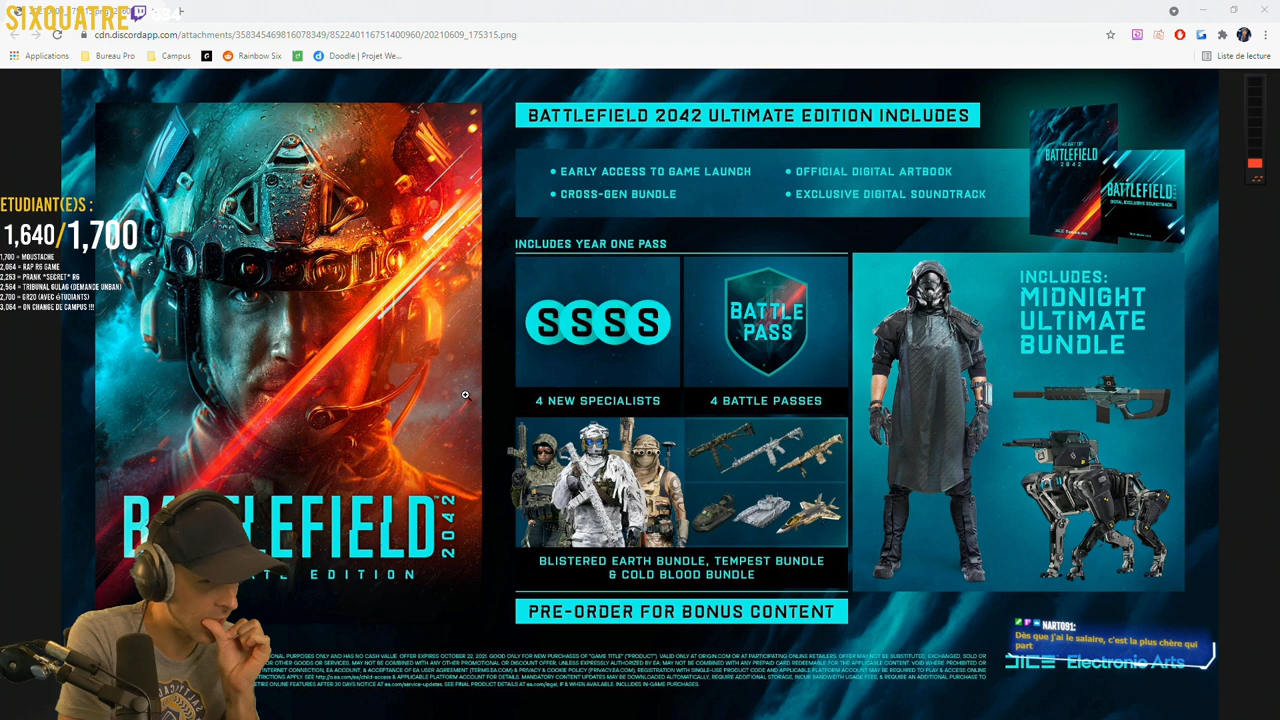 SIXQUATRE
cdn.discordapp.com/attachments/358345469816078349/852240116751400960/20210609_175315.png
Applications
Bureau Pro
Campus
Rainbow Six
Doodle | Projet We...
Liste de lecture
ETUDIANT(E)S :
1,640/1,700
1,700 = MOUSTACHE
2,064 = RAP R6 GAME
2,263 = PRANK *SECRET* R6
2,564 = TRIBUNAL GULAG (DEMANDE UNBAN)
2,700 = GR20 (AVEC éTUDIANTS)
3,064 = ON CHANGE DE CAMPUS !!!
BATTLEFIELD 2042
EDITION
BATTLEFIELD 2042 ULTIMATE EDITION INCLUDES
• EARLY ACCESS TO GAME LAUNCH
• OFFICIAL DIGITAL ARTBOOK
• CROSS-GEN BUNDLE
• EXCLUSIVE DIGITAL SOUNDTRACK
BATTLEFIELD
2042
BATTLEFIELD
DIGITAL EXCLUSIVE SOUNDTRACK
INCLUDES YEAR ONE PASS
S S S S
BATTLE
PASS
4 NEW SPECIALISTS
4 BATTLE PASSES
BLISTERED EARTH BUNDLE, TEMPEST BUNDLE
& COLD BLOOD BUNDLE
INCLUDES:
MIDNIGHT
ULTIMATE
BUNDLE
PRE-ORDER FOR BONUS CONTENT
NART091:
Dès que j'ai le salaire, c'est la plus chère qui
part
DICE Electronic Arts